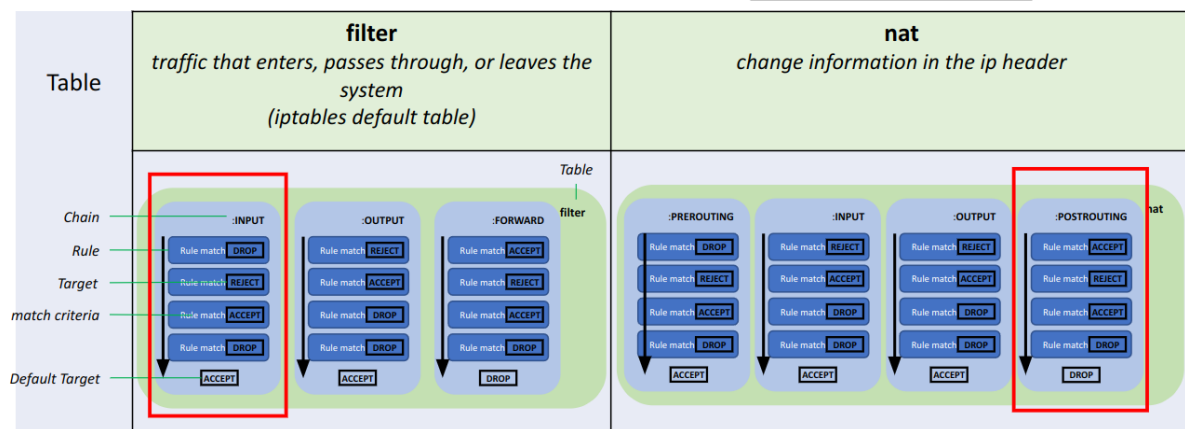 Table
filter
traffic that enters, passes through, or leaves the
system
(iptables default table)
nat
change information in the ip header
Chain
Rule
Target
match criteria
Default Target
Table
filter
:INPUT
Rule match DROP
Rule match REJECT
Rule match ACCEPT
Rule match DROP
ACCEPT
:OUTPUT
Rule match REJECT
Rule match ACCEPT
Rule match DROP
Rule match DROP
ACCEPT
:FORWARD
Rule match ACCEPT
Rule match REJECT
Rule match ACCEPT
Rule match DROP
DROP
nat
:PREROUTING
Rule match DROP
Rule match REJECT
Rule match ACCEPT
Rule match DROP
ACCEPT
:INPUT
Rule match REJECT
Rule match ACCEPT
Rule match DROP
Rule match DROP
ACCEPT
:OUTPUT
Rule match REJECT
Rule match ACCEPT
Rule match DROP
Rule match DROP
ACCEPT
:POSTROUTING
Rule match ACCEPT
Rule match REJECT
Rule match ACCEPT
Rule match DROP
DROP